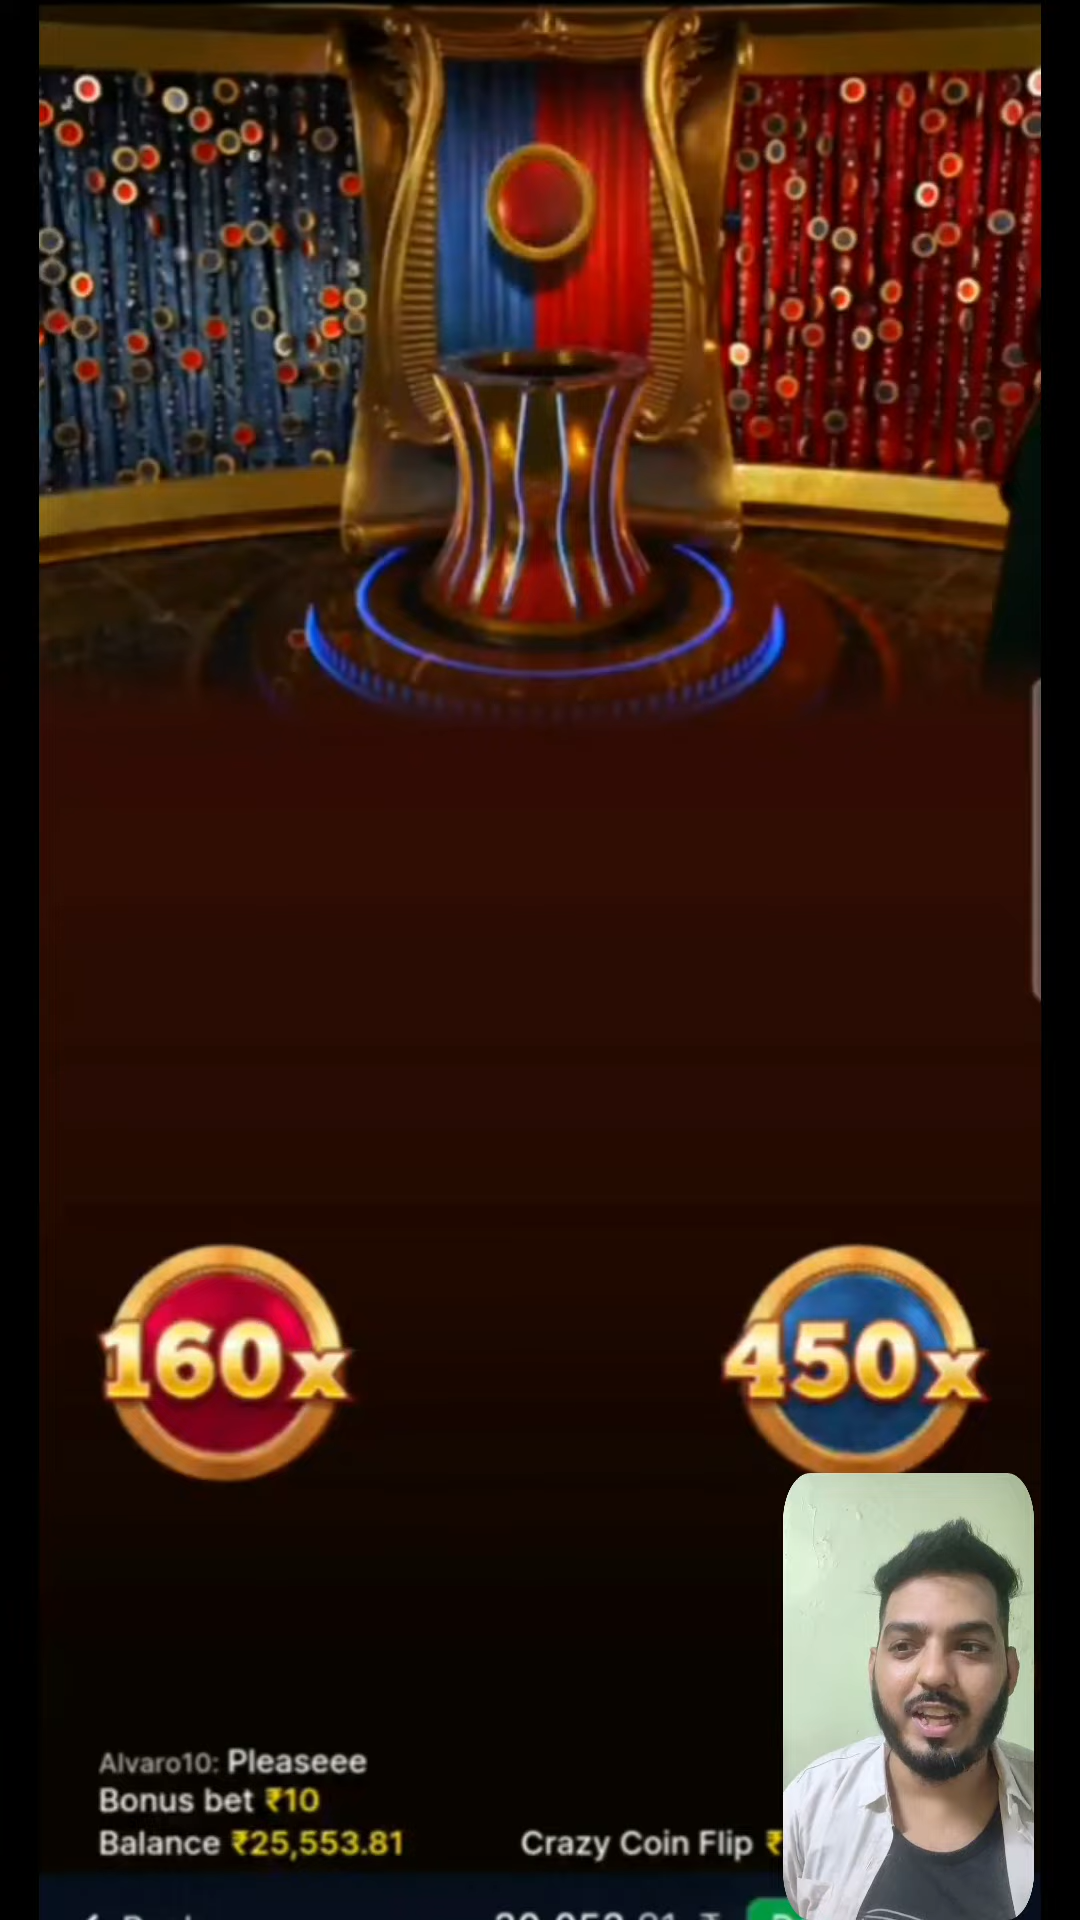 160x
450x
Alvaro10: Pleaseee
Bonus bet ₹10
Balance ₹25,553.81
Crazy Coin Flip ₹